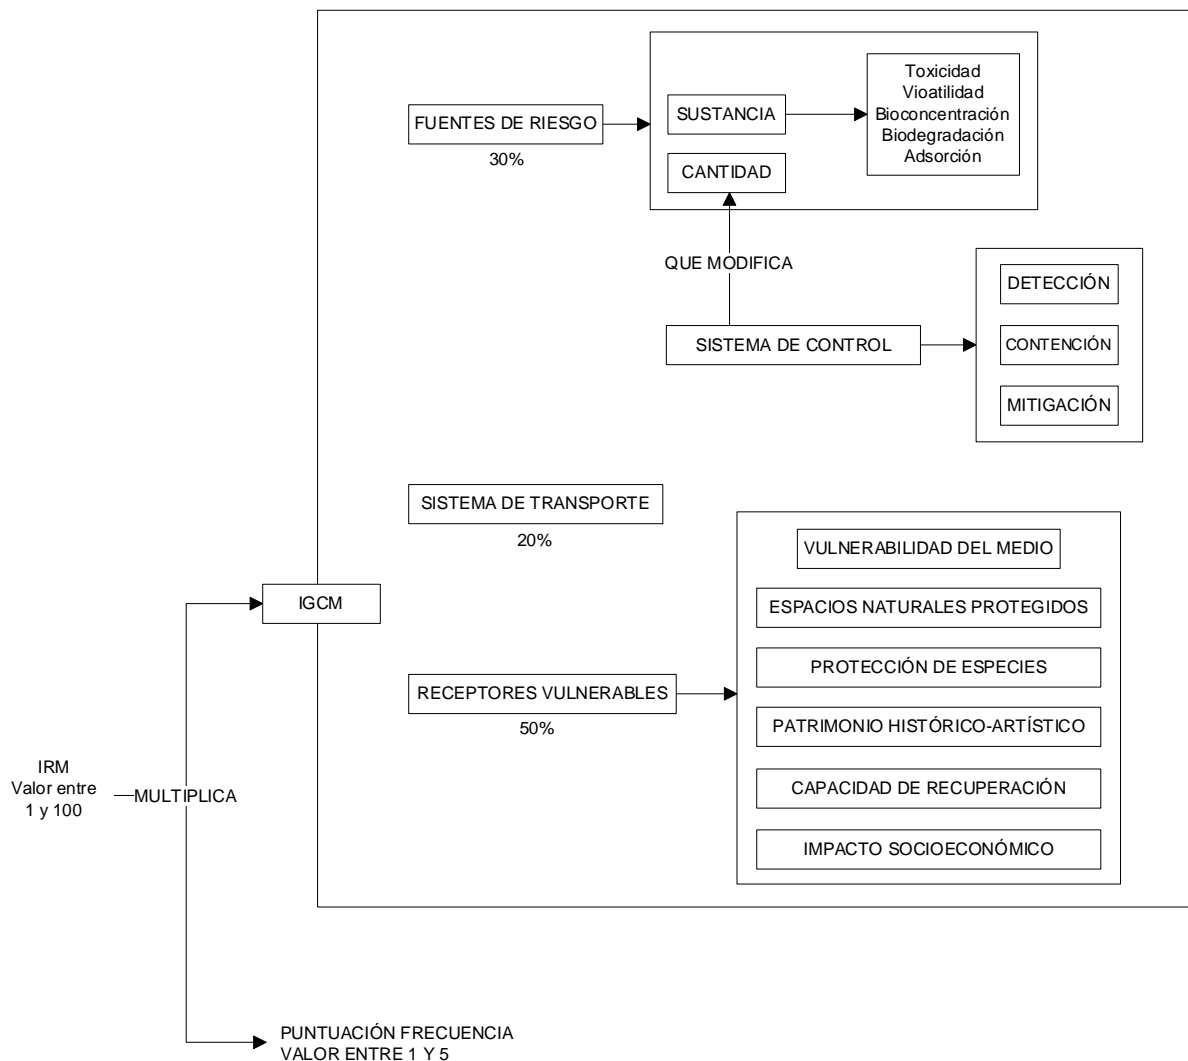 Toxicidad
Vioatilidad
Bioconcentración
Biodegradación
Adsorción
SUSTANCIA
FUENTES DE RIESGO
30%
CANTIDAD
QUE MODIFICA
DETECCIÓN
SISTEMA DE CONTROL
CONTENCIÓN
MITIGACIÓN
SISTEMA DE TRANSPORTE
20%
VULNERABILIDAD DEL MEDIO
IGCM
ESPACIOS NATURALES PROTEGIDOS
PROTECCIÓN DE ESPECIES
RECEPTORES VULNERABLES
50%
PATRIMONIO HISTÓRICO-ARTÍSTICO
CAPACIDAD DE RECUPERACIÓN
IMPACTO SOCIOECONÓMICO
IRM
Valor entre
1 y 100
MULTIPLICA
PUNTUACIÓN FRECUENCIA
VALOR ENTRE 1 Y 5